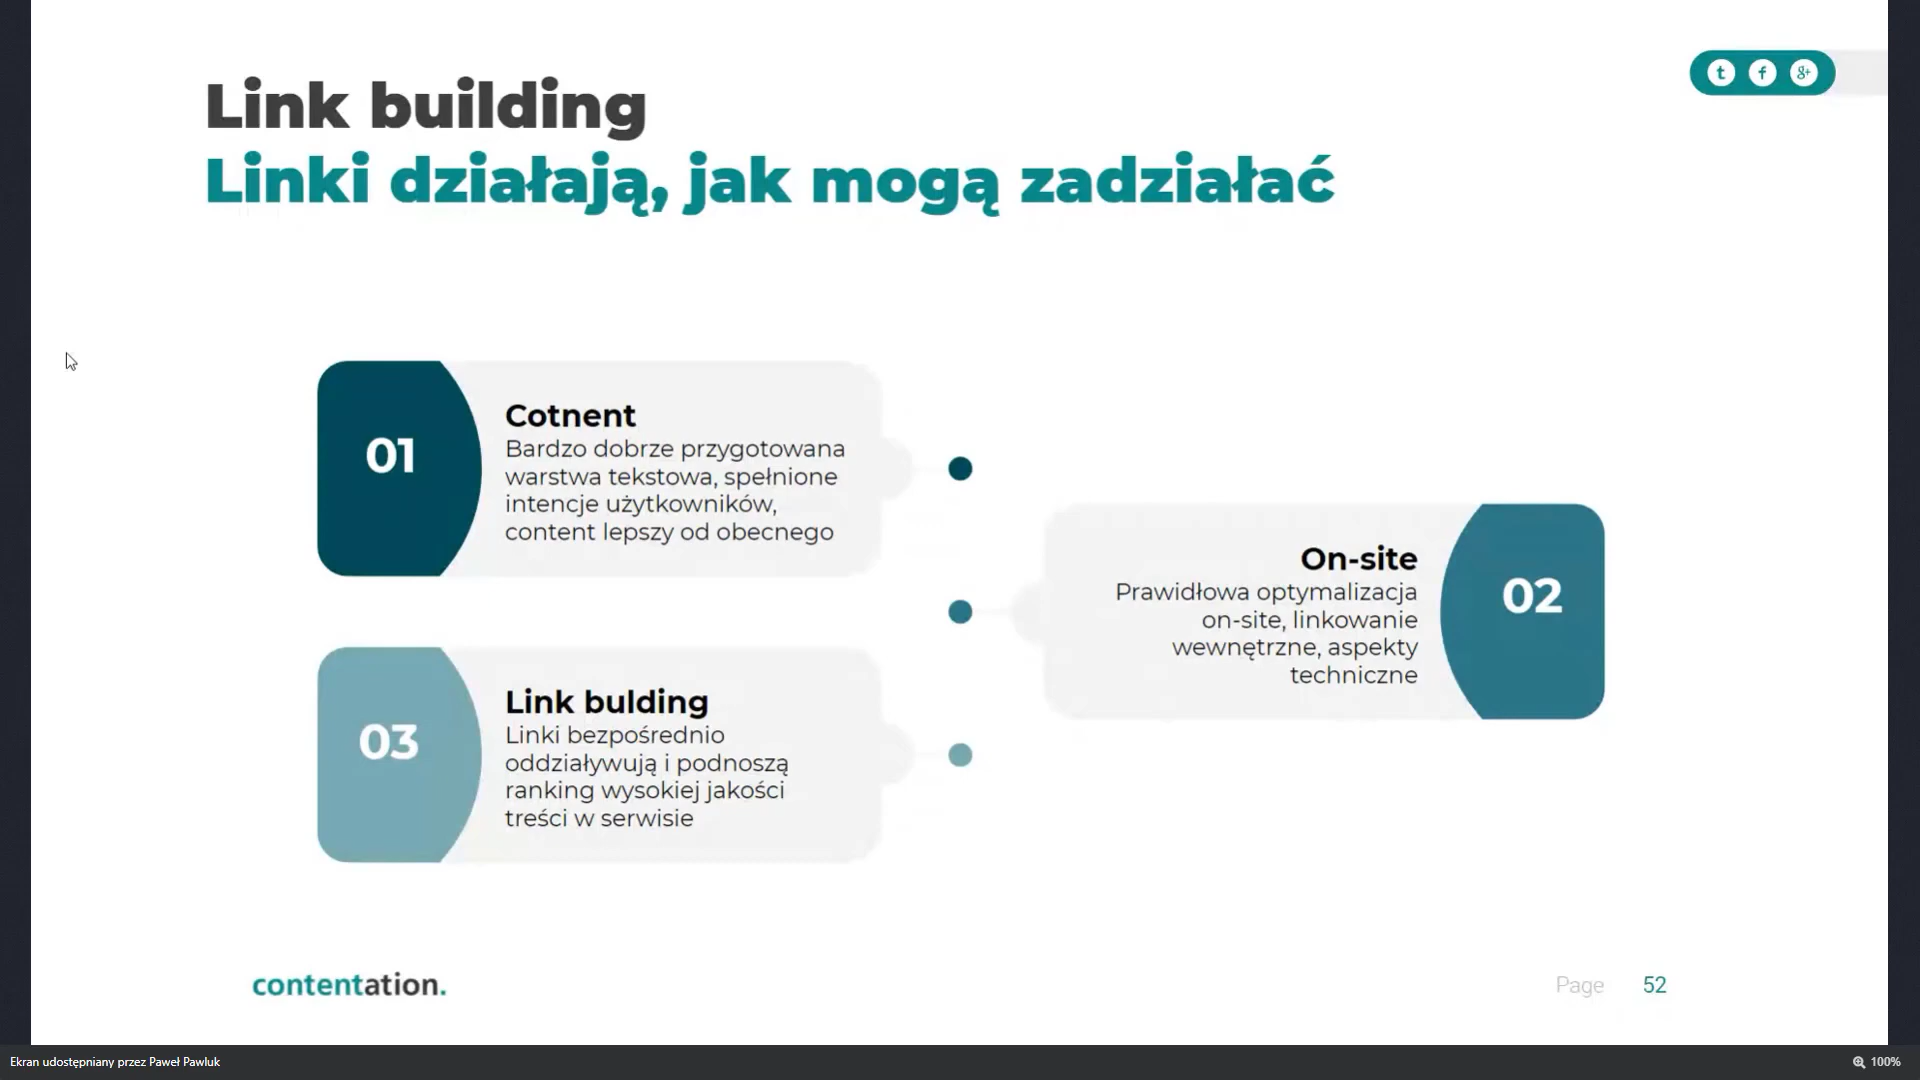 Link building
Linki działają, jak mogą zadziałać
t f g+
01
Cotnent
Bardzo dobrze przygotowana
warstwa tekstowa, spełnione
intencje użytkowników,
content lepszy od obecnego
On-site
Prawidłowa optymalizacja
on-site, linkowanie
wewnętrzne, aspekty
techniczne
02
03
Link bulding
Linki bezpośrednio
oddziaływują i podnoszą
ranking wysokiej jakości
treści w serwisie
contentation.
Page 52
Ekran udostępniany przez Paweł Pawluk
100%